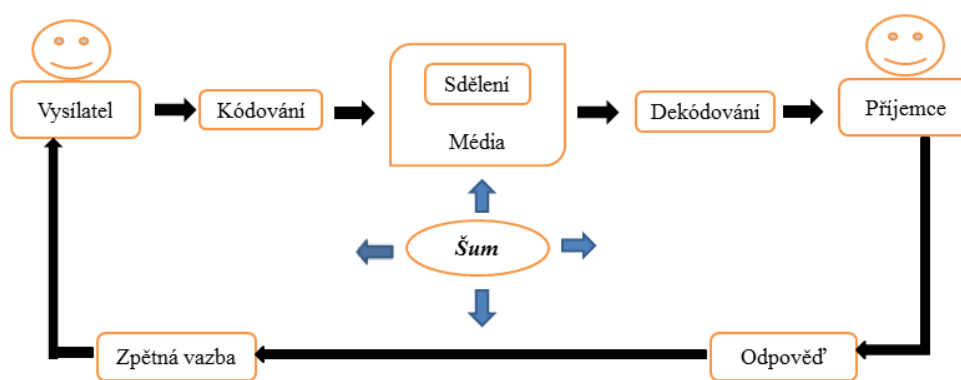 Vysílatel
Kódování
Sdělení
Média
Dekódování
Příjemce
Šum
Zpětná vazba
Odpověď